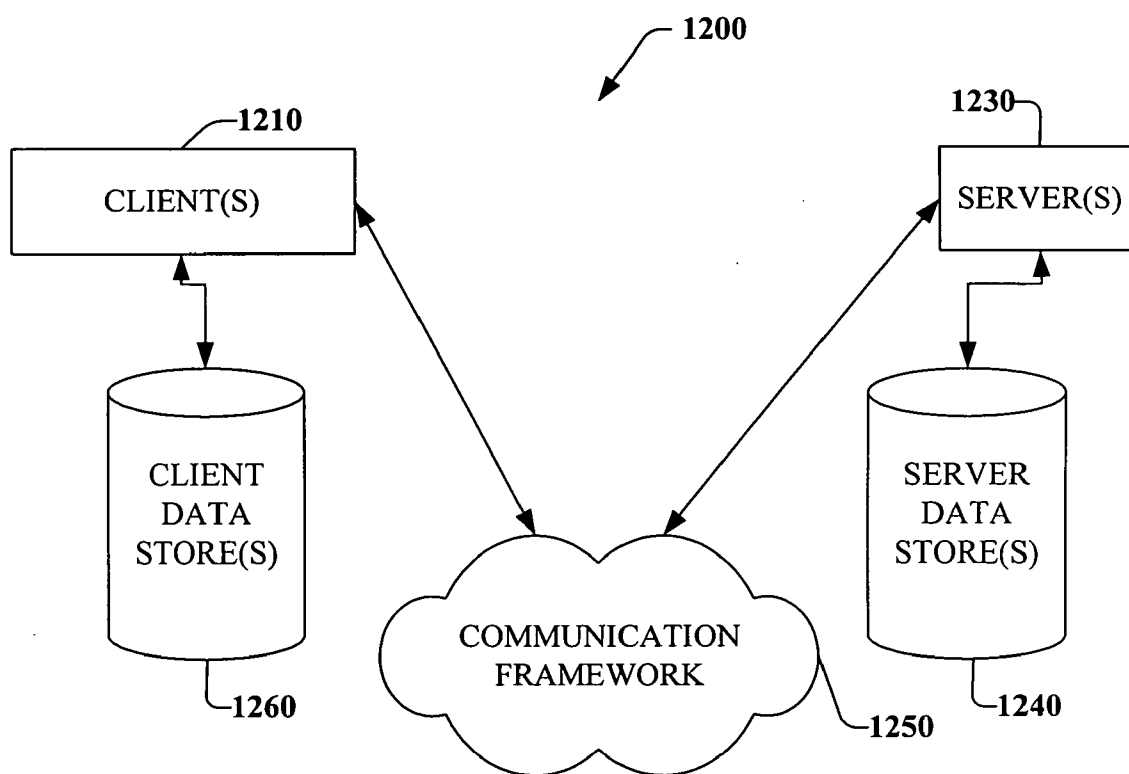 1200
1210
1230
CLIENT(S)
SERVER(S)
CLIENT
DATA
STORE(S)
SERVER
DATA
STORE(S)
COMMUNICATION
FRAMEWORK
1260
1250
1240